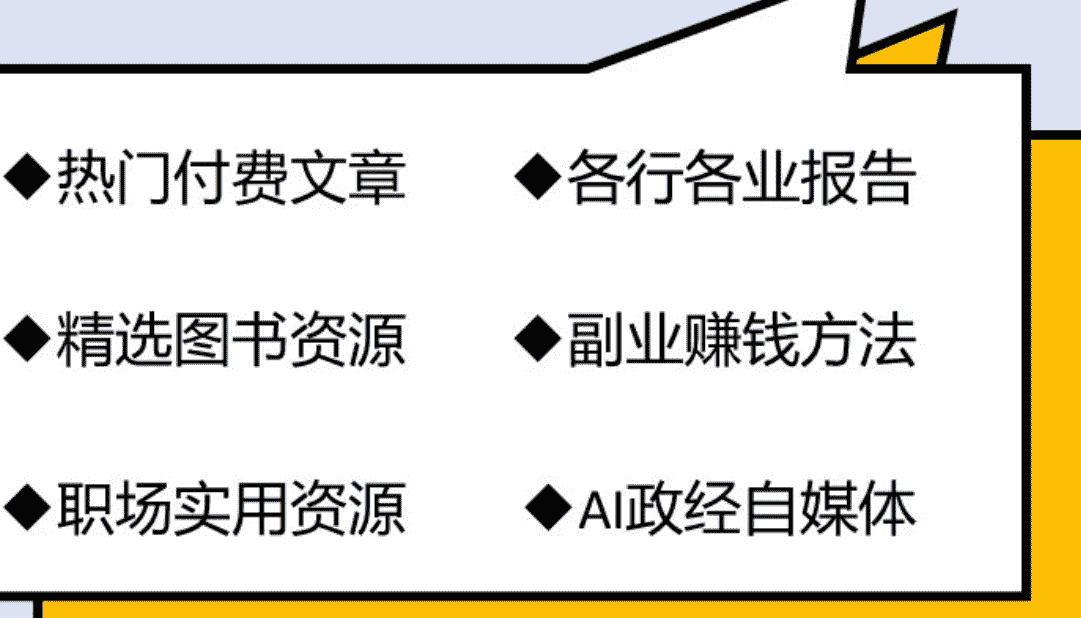 ◆热门付费文章 ◆各行各业报告
◆精选图书资源 ◆副业赚钱方法
◆职场实用资源 ◆AI政经自媒体